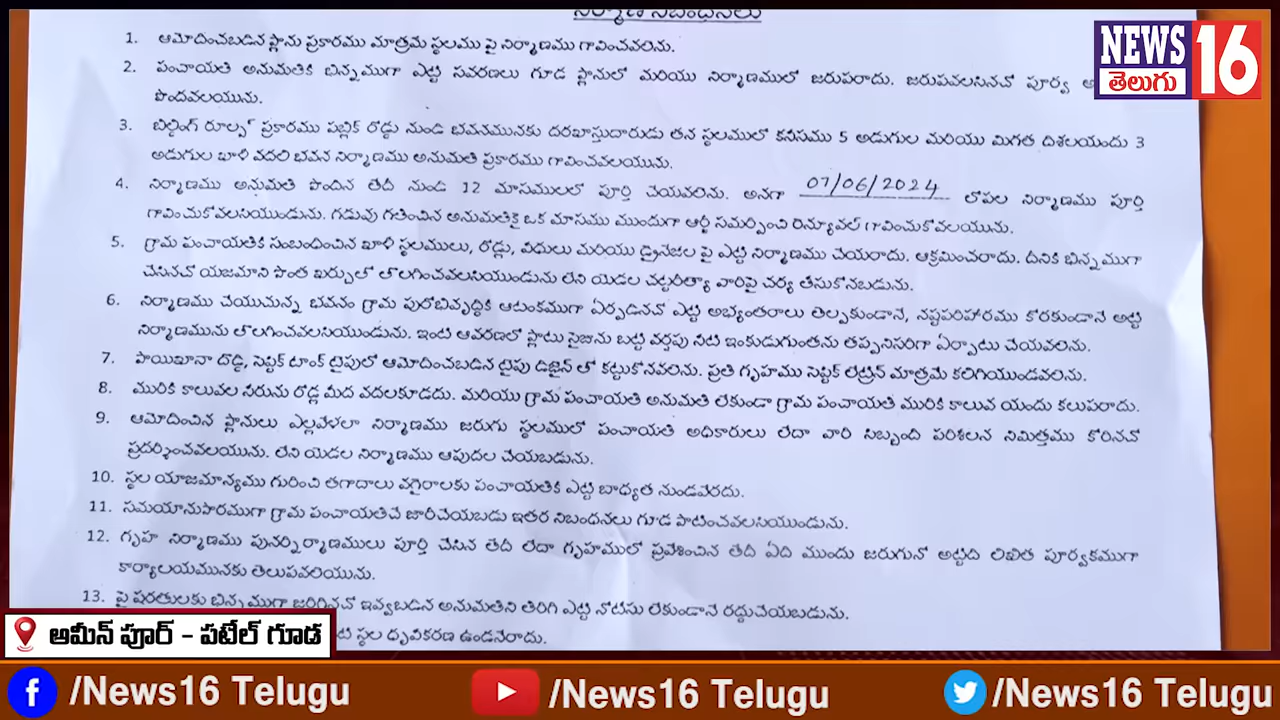 నిర్మాణ నిబంధనలు
1. ఆమోదించబడిన ప్లాను ప్రకారము మాత్రమే స్థలము పై నిర్మాణము గావించవలెను.
2. పంచాయతి అనుమతికి భిన్నముగా ఎట్టి సవరణలు గూడ ప్లానులో మరియు నిర్మాణములో జరుపరాదు. జరుపవలసినచో పూర్వ
పొందవలయును.
3. బిల్డింగ్ రూల్స్ ప్రకారము పబ్లిక్ రోడ్డు నుండి భవనమునకు దరఖాస్తుదారుడు తన స్థలములో కనీసము 5 అడుగుల మరియు మిగత దిశలయందు 3
అడుగుల ఖాళీ వదలి భవన నిర్మాణము అనుమతి ప్రకారము గావించవలయును.
4. నిర్మాణము అనుమతి పొందిన తేది నుండి 12 మాసములలో పూర్తి చేయవలెను. అనగా 07/06/2024 లోపల నిర్మాణము పూర్తి
గావించుకోవలసియుండును. గడువు గతించిన అనుమతికై ఒక మాసము ముందుగా ఆర్జీ సమర్పించి రిన్యూవల్ గావించుకోవలయును.
5. గ్రామ పంచాయతికి సంబంధించిన ఖాళీ స్థలములు, రోడ్లు, వీధులు మరియు డ్రైనేజీల పై ఎట్టి నిర్మాణము చేయరాదు. ఆక్రమించరాదు. దీనికి భిన్నముగా
చేసినచో యజమాని సొంత ఖర్చులో తొలగించవలసియుండును లేని యెడల చట్టరీత్యా వారిపై చర్య తీసుకోనబడును.
6. నిర్మాణము చేయుచున్న భవనం గ్రామ పురోభివృద్ధికి ఆటంకముగా ఏర్పడినచో ఎట్టి అభ్యంతరాలు తెల్పకుండానే, నష్టపరిహారము కోరకుండానే అట్టి
నిర్మాణమును తొలగించవలసియుండును. ఇంటి ఆవరణలో ప్లాటు సైజును బట్టి వర్షపు నీటి ఇంకుడుగుంతను తప్పనిసరిగా ఏర్పాటు చేయవలెను.
7. పాయిఖానా దొడ్డి, సెప్టిక్ టాంక్ టైపులో ఆమోదించబడిన టైపు డిజైన్ తో కట్టుకోనవలెను. ప్రతి గృహము సెప్టిక్ లేట్రిన్ మాత్రమే కలిగియుండవలెను.
8. మురికి కాలువల నీరును రోడ్ల మీద వదలకూడదు. మరియు గ్రామ పంచాయతి అనుమతి లేకుండా గ్రామ పంచాయతి మురికి కాలువ యందు కలుపరాదు.
9. ఆమోదించిన ప్లానులు ఎల్లవేళలా నిర్మాణము జరుగు స్థలములో పంచాయతి అధికారులు లేదా వారి సిబ్బంది పరిశీలన నిమిత్తము కోరినచో
ప్రదర్శించవలయును. లేని యెడల నిర్మాణము ఆపుదల చేయబడును.
10. స్థల యాజమాన్యము గురించి తగాదాలు వగైరాలకు పంచాయతికి ఎట్టి బాధ్యత నుండనేరదు.
11. సమయానుసారముగా గ్రామ పంచాయతిచే జారీచేయబడు ఇతర నిబంధనలు గూడ పాటించవలసియుండును.
12. గృహ నిర్మాణము పునర్నిర్మాణములు పూర్తి చేసిన తేది లేదా గృహములో ప్రవేశించిన తేది ఏది ముందు జరుగునో అట్టిది లిఖిత పూర్వకముగా
కార్యాలయమునకు తెలుపవలెయును.
13. పై షరతులకు భిన్నముగా జరిగినచో ఇవ్వబడిన అనుమతిని తిరిగి ఎట్టి నోటీసు లేకుండానే రద్దుచేయబడును.
స్థల ధృవీకరణ ఉండనేరాదు.
NEWS 16
తెలుగు
అమీన్ పూర్ - పటేల్ గూడ
/News16 Telugu
/News16 Telugu
/News16 Telugu